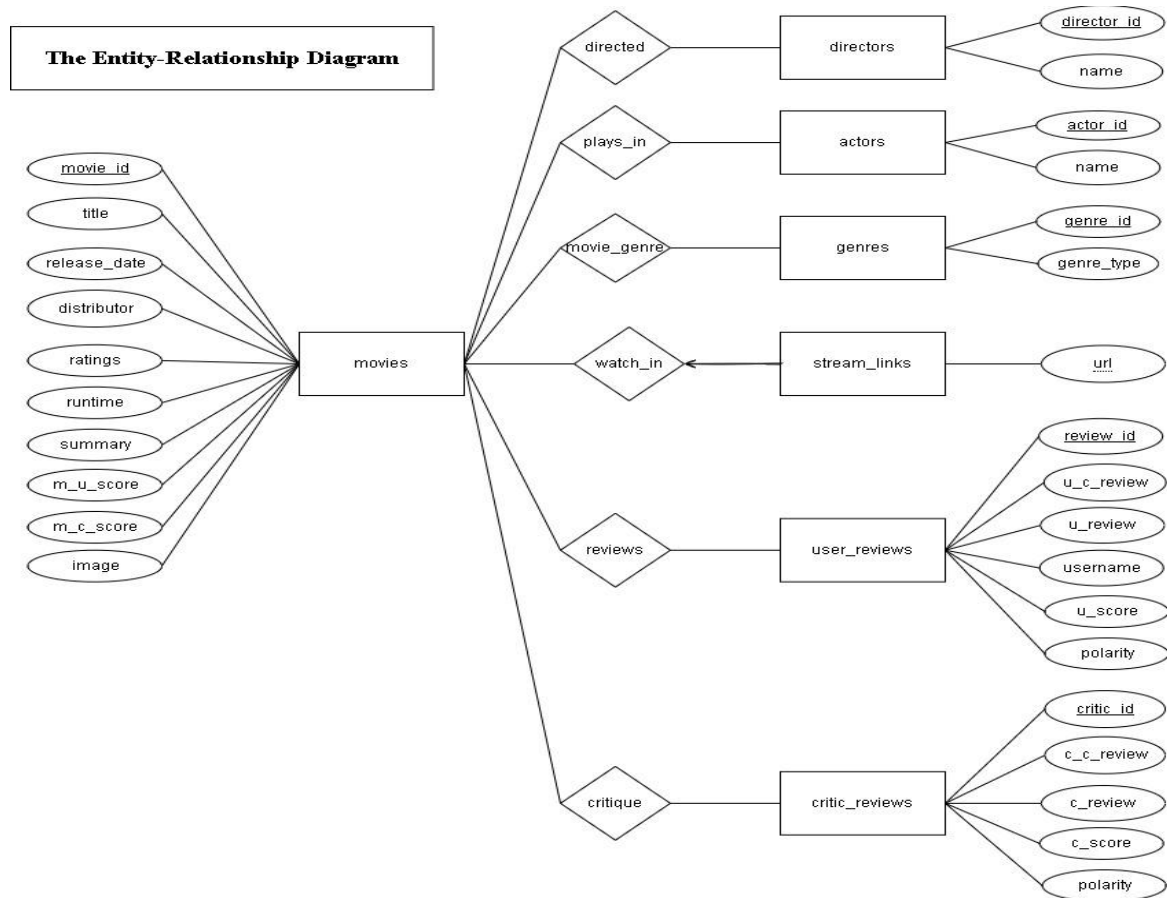 The Entity-Relationship Diagram
movie_id
title
release_date
distributor
ratings
runtime
summary
m_u_score
m_c_score
image
movies
directed
directors
director_id
name
plays_in
actors
actor_id
name
movie_genre
genres
genre_id
genre_type
watch_in
stream_links
url
reviews
user_reviews
review_id
u_c_review
u_review
username
u_score
polarity
critique
critic_reviews
critic_id
c_c_review
c_review
c_score
polarity